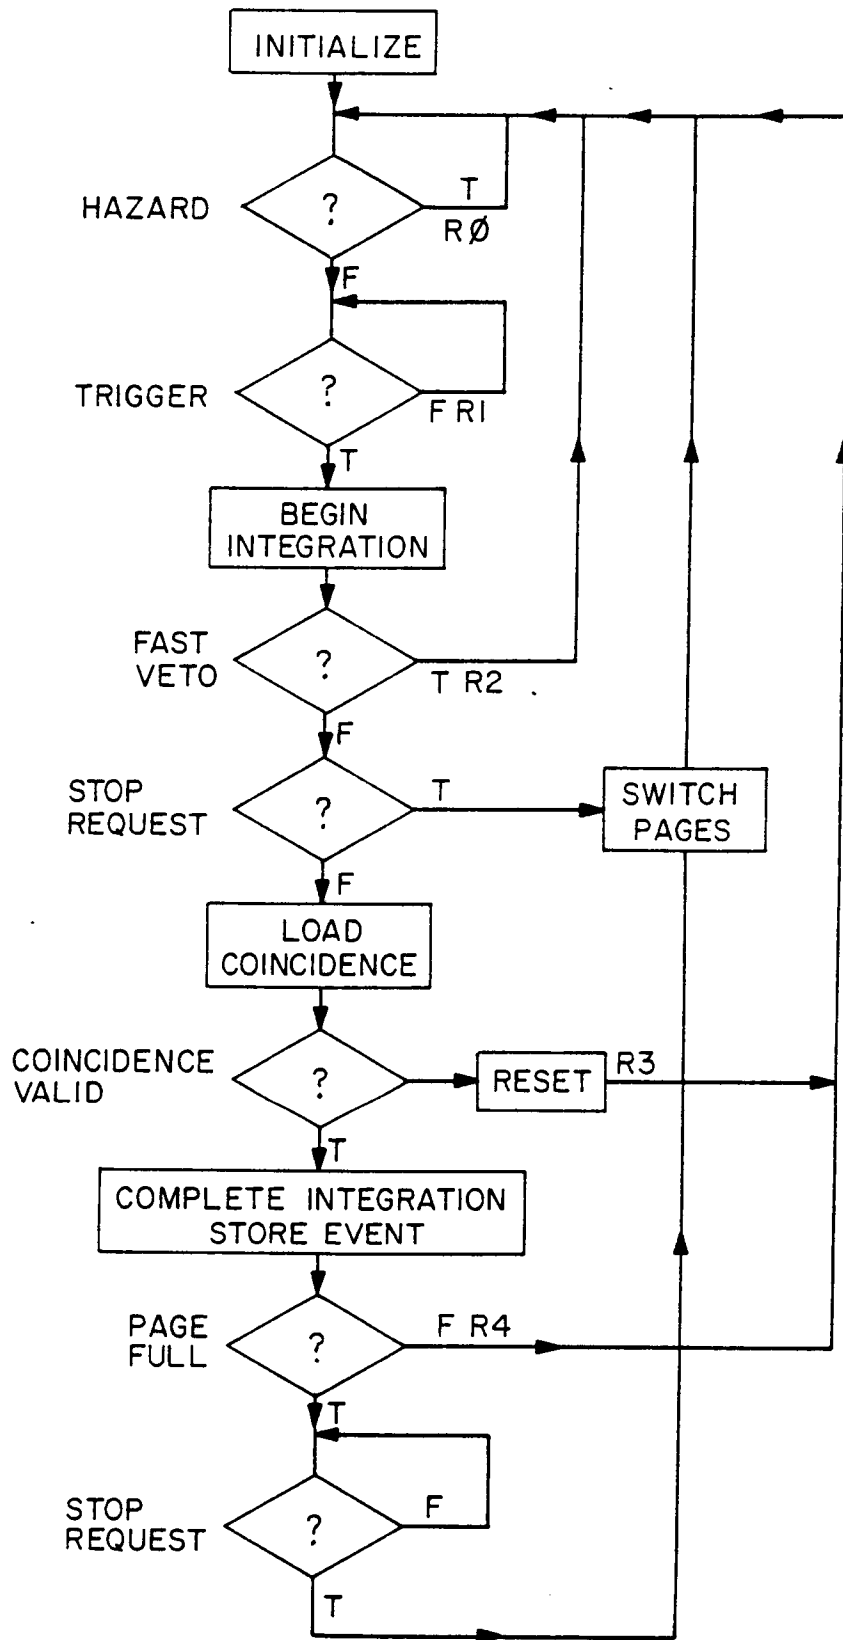 INITIALIZE
HAZARD
?
T
RØ
F
TRIGGER
?
F R1
T
BEGIN
INTEGRATION
FAST
VETO
?
T R2
F
STOP
REQUEST
?
T
SWITCH
PAGES
F
LOAD
COINCIDENCE
COINCIDENCE
VALID
?
RESET
R3
T
COMPLETE INTEGRATION
STORE EVENT
PAGE
FULL
?
F R4
T
STOP
REQUEST
?
F
T